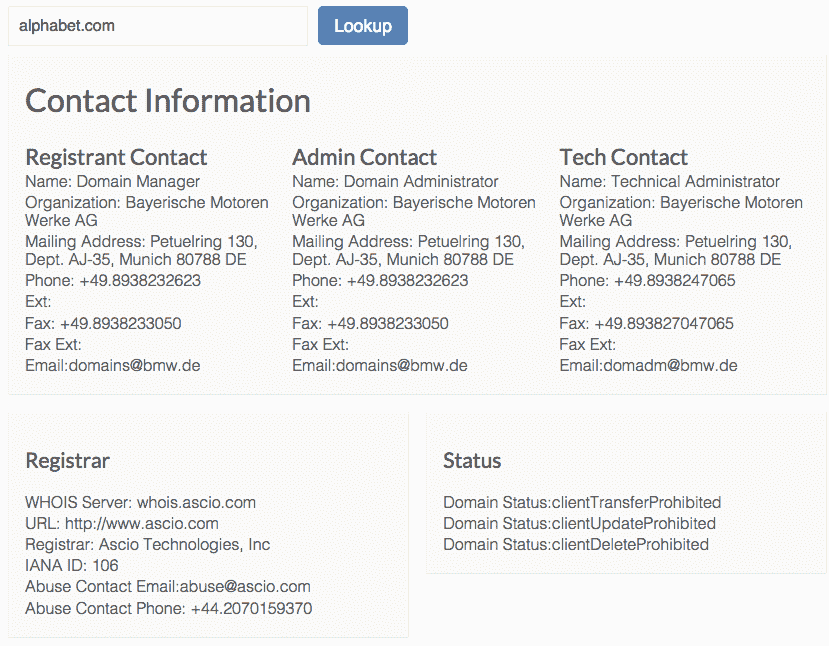 alphabet.com
Lookup
Contact Information
Registrant Contact
Name: Domain Manager
Organization: Bayerische Motoren
Werke AG
Mailing Address: Petuelring 130,
Dept. AJ-35, Munich 80788 DE
Phone: +49.8938232623
Ext:
Fax: +49.8938233050
Fax Ext:
Email:domains@bmw.de
Admin Contact
Name: Domain Administrator
Organization: Bayerische Motoren
Werke AG
Mailing Address: Petuelring 130,
Dept. AJ-35, Munich 80788 DE
Phone: +49.8938232623
Ext:
Fax: +49.8938233050
Fax Ext:
Email:domains@bmw.de
Tech Contact
Name: Technical Administrator
Organization: Bayerische Motoren
Werke AG
Mailing Address: Petuelring 130,
Dept. AJ-35, Munich 80788 DE
Phone: +49.8938247065
Ext:
Fax: +49.893827047065
Fax Ext:
Email:domadm@bmw.de
Registrar
WHOIS Server: whois.ascio.com
URL: http://www.ascio.com
Registrar: Ascio Technologies, Inc
IANA ID: 106
Abuse Contact Email:abuse@ascio.com
Abuse Contact Phone: +44.2070159370
Status
Domain Status:clientTransferProhibited
Domain Status:clientUpdateProhibited
Domain Status:clientDeleteProhibited